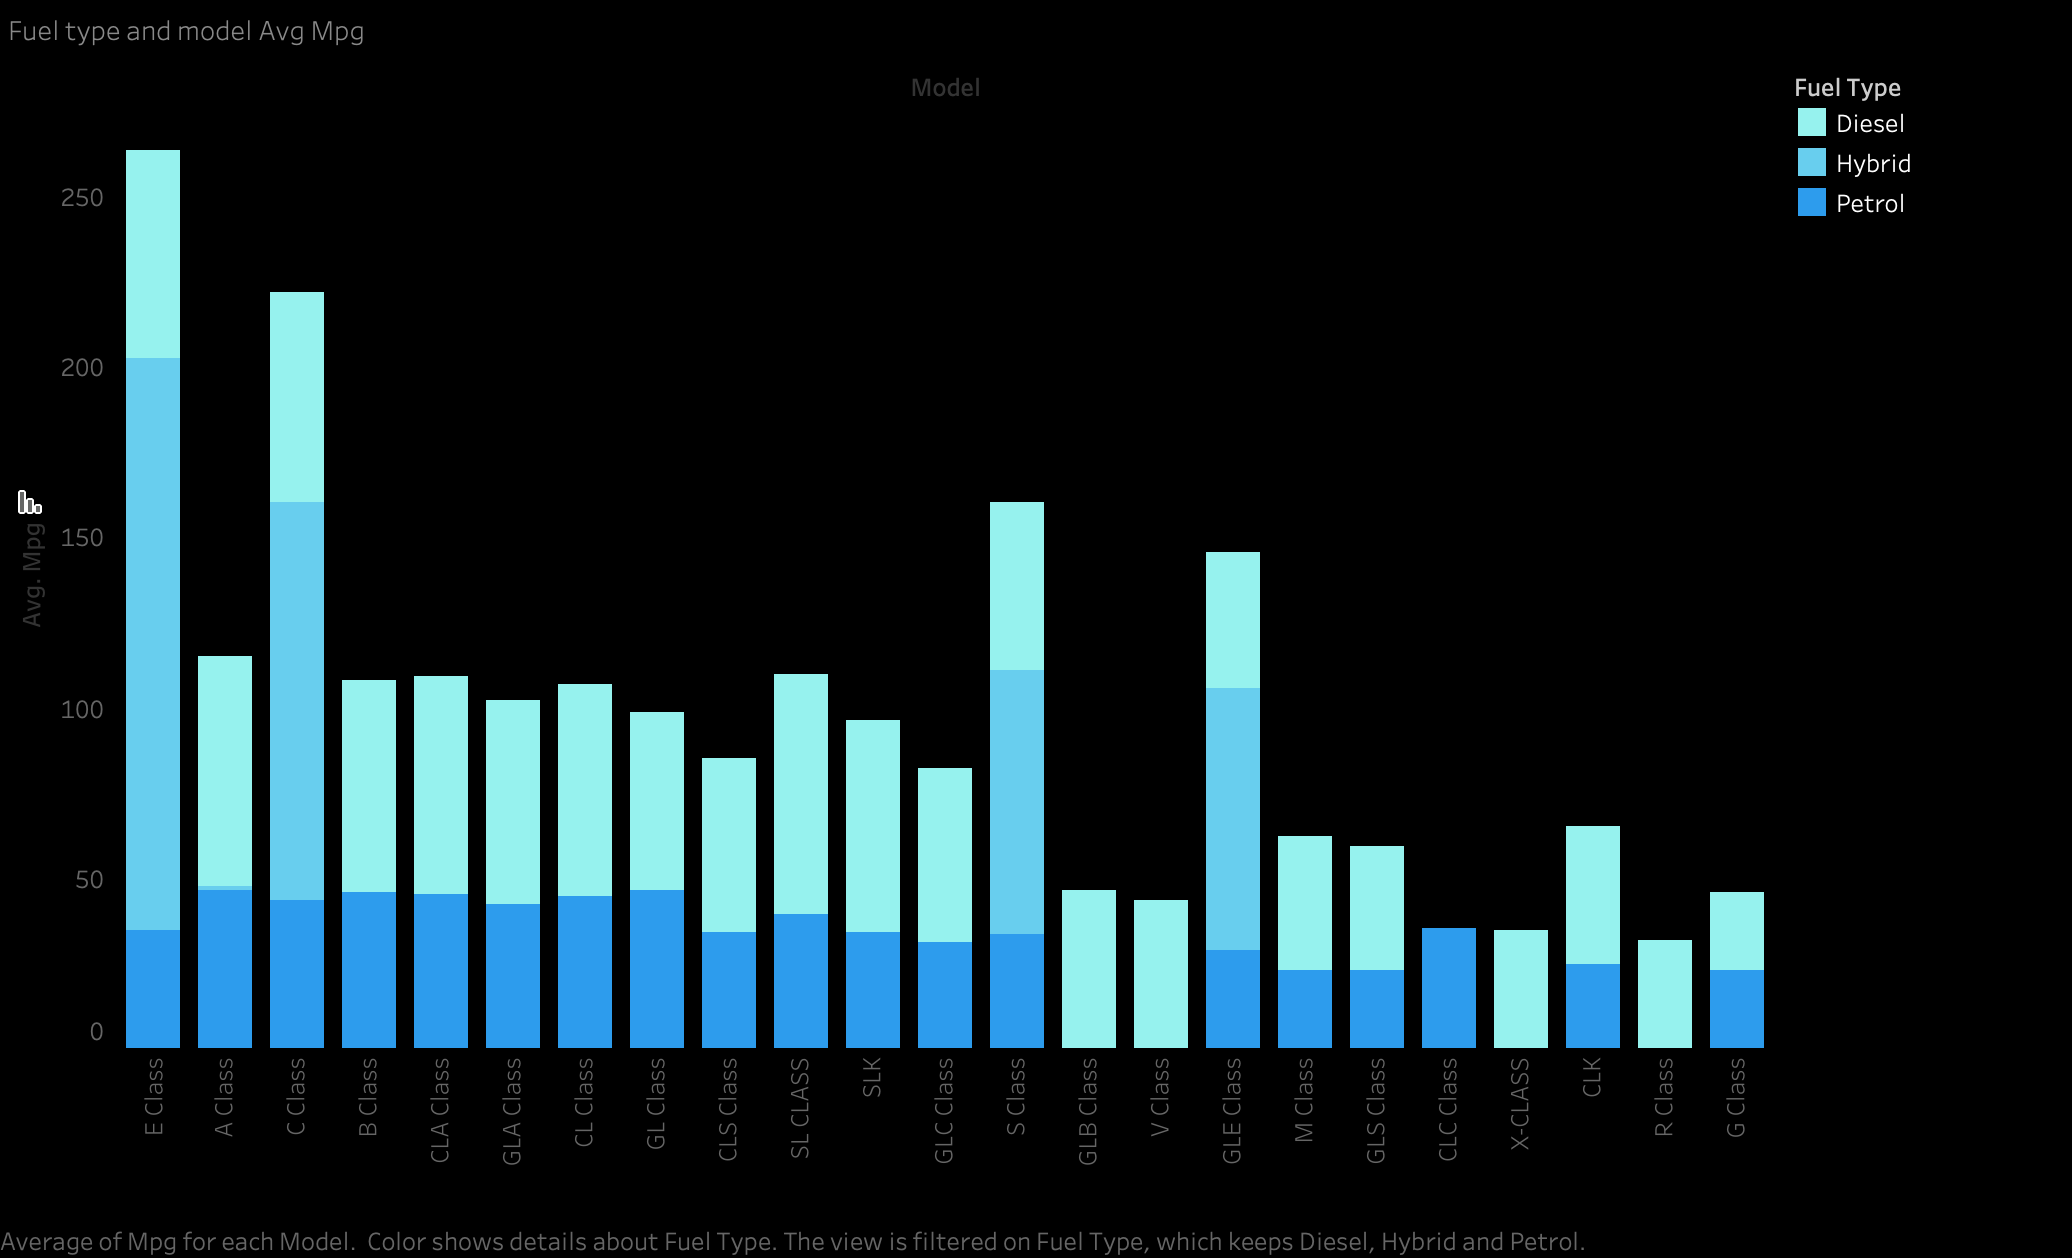 Fuel type and model Avg Mpg
Model
Fuel Type
Diesel
Hybrid
Petrol
250
200
150
100
50
0
Avg. Mpg
E Class
A Class
C Class
B Class
CLA Class
GLA Class
CL Class
GL Class
CLS Class
SL CLASS
SLK
GLC Class
S Class
GLB Class
V Class
GLE Class
M Class
GLS Class
CLC Class
X-CLASS
CLK
R Class
G Class
Average of Mpg for each Model.  Color shows details about Fuel Type. The view is filtered on Fuel Type, which keeps Diesel, Hybrid and Petrol.